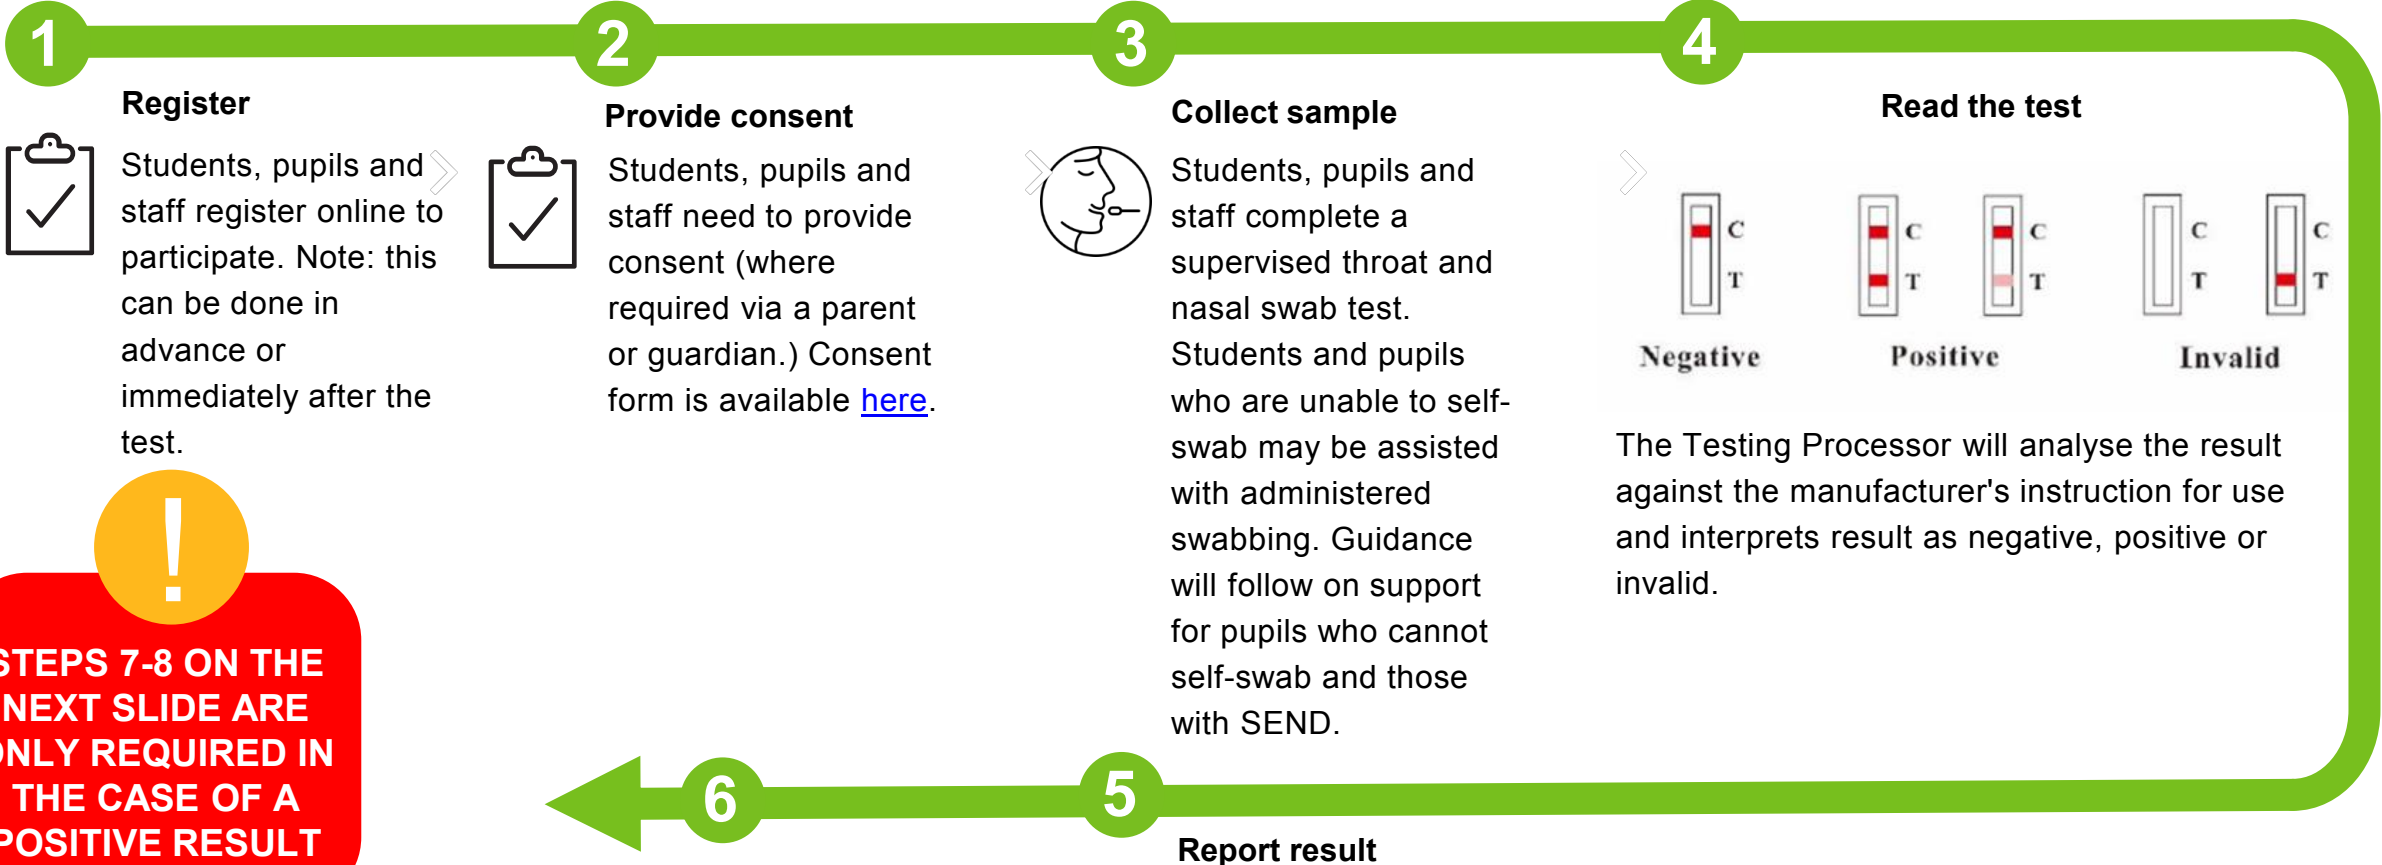 1
2
3
4
Register
Students, pupils and
staff register online to
participate. Note: this
can be done in
advance or
immediately after the
test.
Provide consent
Students, pupils and
staff need to provide
consent (where
required via a parent
or guardian.) Consent
form is available here.
Collect sample
Students, pupils and
staff complete a
supervised throat and
nasal swab test.
Students and pupils
who are unable to self-
swab may be assisted
with administered
swabbing. Guidance
will follow on support
for pupils who cannot
self-swab and those
with SEND.
Read the test
C
T
Negative
C
T
C
T
Positive
C
T
C
T
Invalid
The Testing Processor will analyse the result
against the manufacturer's instruction for use
and interprets result as negative, positive or
invalid.
!
STEPS 7-8 ON THE
NEXT SLIDE ARE
ONLY REQUIRED IN
THE CASE OF A
POSITIVE RESULT
6
5
Report result